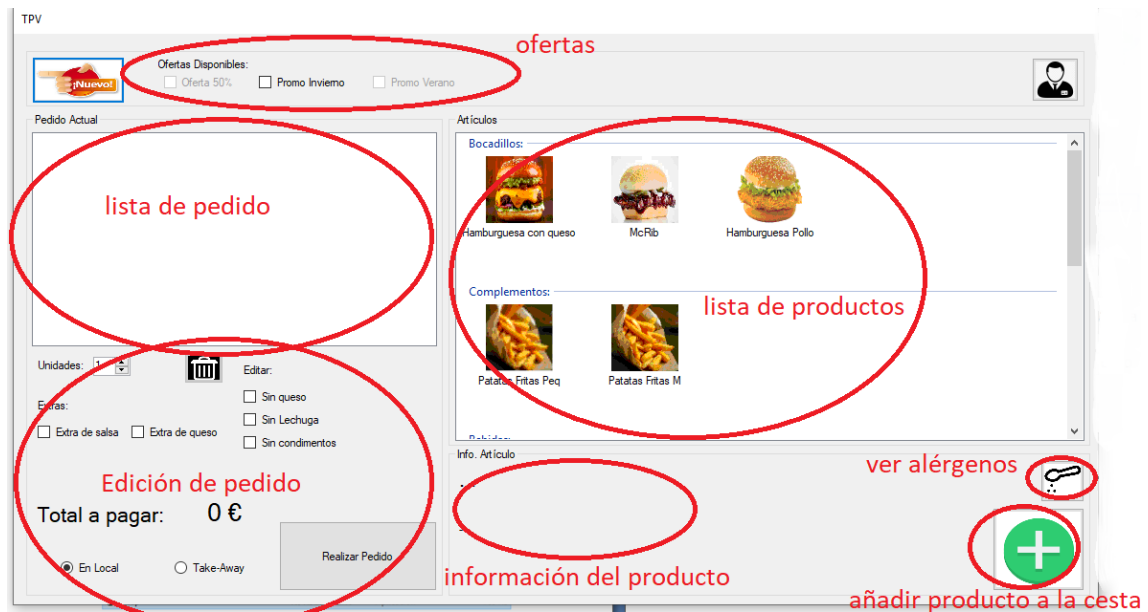 TPV
ofertas
Ofertas Disponibles:
Oferta 50% Promo Invierno Promo Verano
¡Nuevo!
Pedido Actual
Artículos
Bocadillos:
lista de pedido
Hamburguesa con queso McRib Hamburguesa Pollo
Complementos:
lista de productos
Patatas Fritas Peq Patatas Fritas M
Unidades: 1 Editar:
Sin queso
Extras:
Sin Lechuga
Extra de salsa Extra de queso
Sin condimentos
Bebidas:
Info. Artículo
ver alérgenos
Edición de pedido
Total a pagar: 0 €
Realizar Pedido
En Local Take-Away
información del producto
añadir producto a la cesta